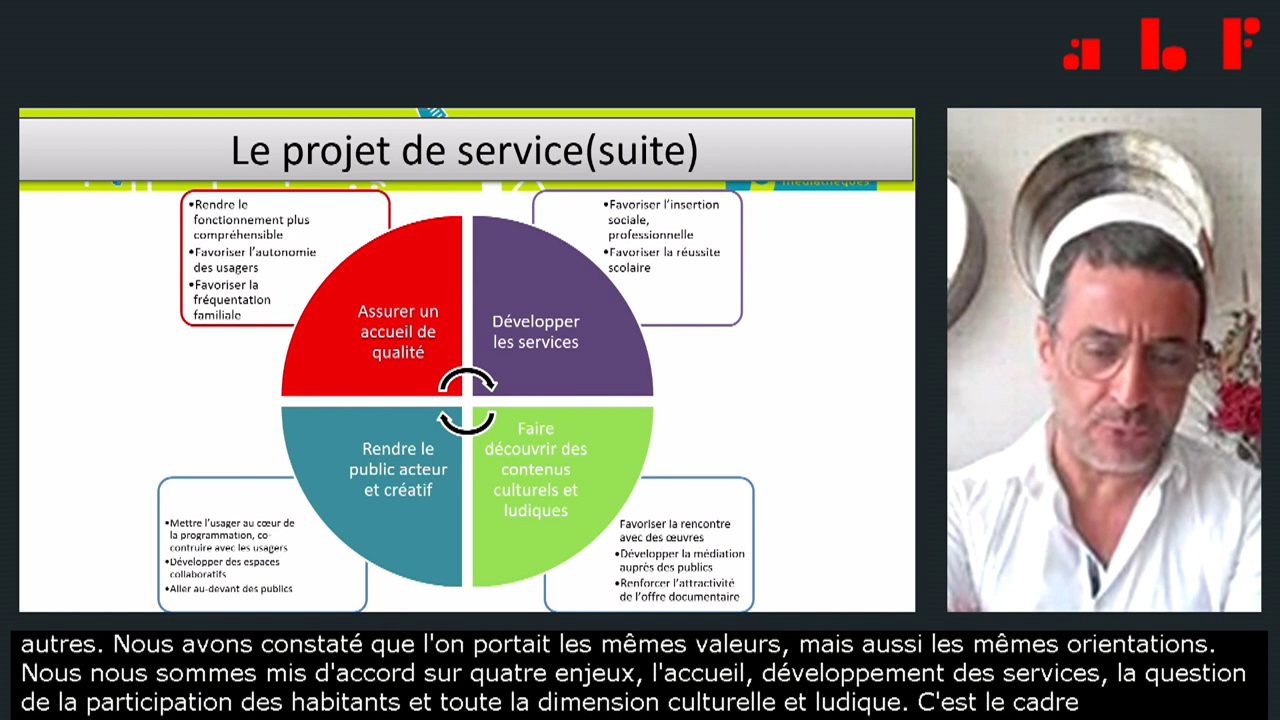 abf
Le projet de service(suite)
médiathèques
•Rendre le
fonctionnement plus
compréhensible
•Favoriser l'autonomie
des usagers
•Favoriser la
fréquentation
familiale
•Favoriser l'insertion
sociale,
professionnelle
•Favoriser la réussite
scolaire
Assurer un
accueil de
qualité
Développer
les services
Rendre le
public acteur
et créatif
Faire
découvrir des
contenus
culturels et
ludiques
•Mettre l'usager au cœur de
la programmation, co-
construire avec les usagers
•Développer des espaces
collaboratifs
•Aller au-devant des publics
Favoriser la rencontre
avec des œuvres
•Développer la médiation
auprès des publics
•Renforcer l'attractivité
de l'offre documentaire
autres. Nous avons constaté que l'on portait les mêmes valeurs, mais aussi les mêmes orientations.
Nous nous sommes mis d'accord sur quatre enjeux, l'accueil, développement des services, la question
de la participation des habitants et toute la dimension culturelle et ludique. C'est le cadre